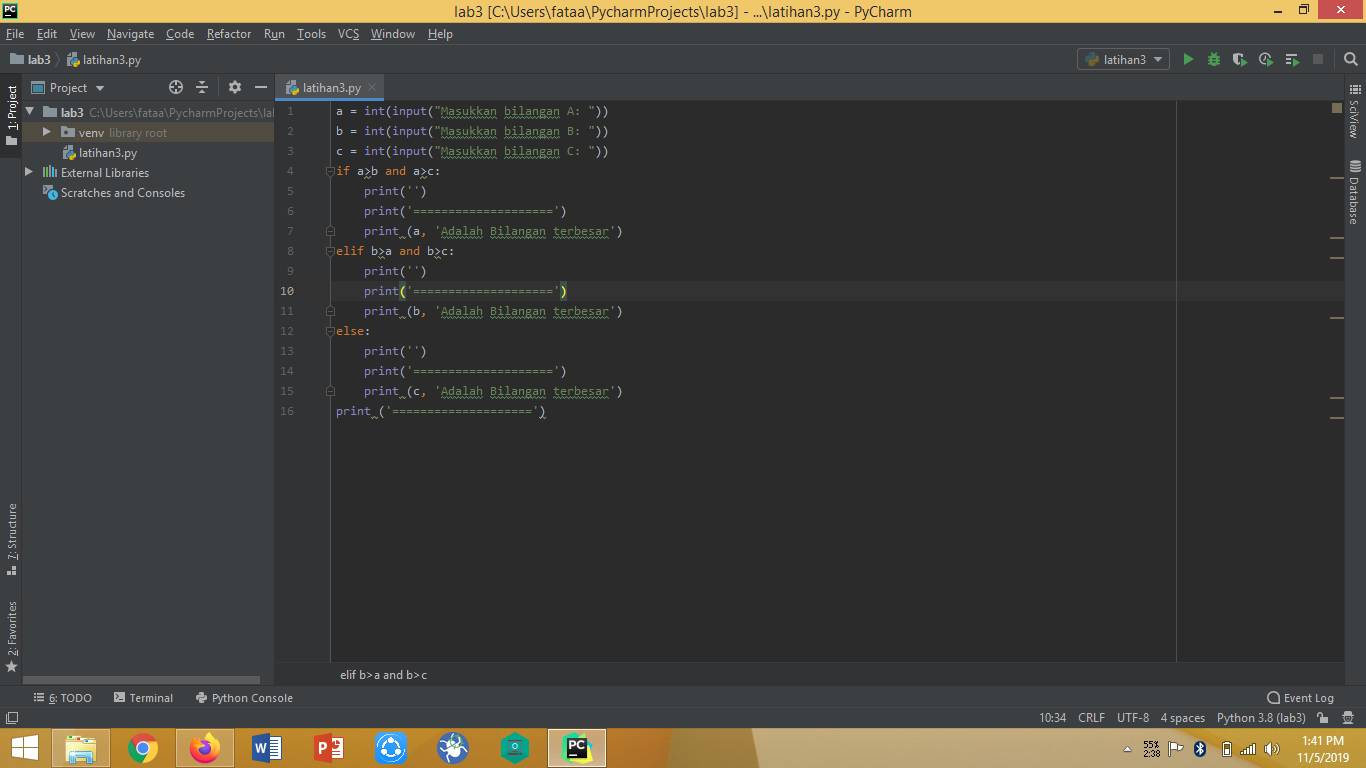 lab3 [C:\Users\fataa\PycharmProjects\lab3] - ...\latihan3.py - PyCharm
File Edit View Navigate Code Refactor Run Tools VCS Window Help
lab3 latihan3.py
latihan3
Project
latihan3.py
1: Project
7: Structure
2: Favorites
lab3 C:\Users\fataa\PycharmProjects\la
venv library root
latihan3.py
External Libraries
Scratches and Consoles
1 a = int(input("Masukkan bilangan A: "))
2 b = int(input("Masukkan bilangan B: "))
3 c = int(input("Masukkan bilangan C: "))
4 if a>b and a>c:
5     print('')
6     print('====================')
7     print (a, 'Adalah Bilangan terbesar')
8 elif b>a and b>c:
9     print('')
10     print('====================')
11     print (b, 'Adalah Bilangan terbesar')
12 else:
13     print('')
14     print('====================')
15     print (c, 'Adalah Bilangan terbesar')
16 print ('====================')
SciView
Database
elif b>a and b>c
6: TODO Terminal Python Console Event Log
10:34 CRLF UTF-8 4 spaces Python 3.8 (lab3)
55%
2:38
1:41 PM
11/5/2019